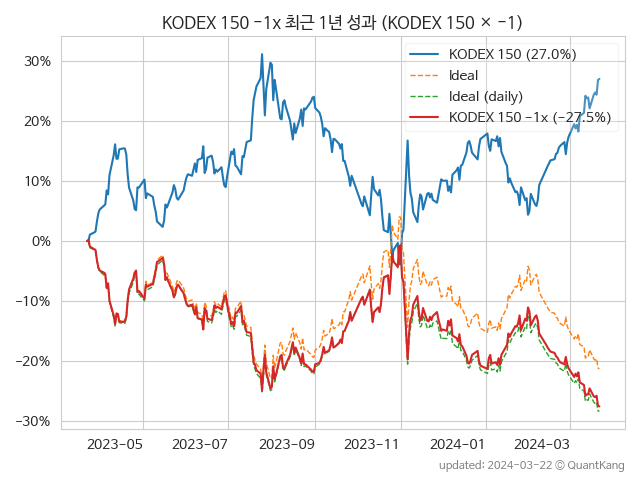 KODEX 150 −1x 최근 1년 성과 (KODEX 150 × −1)
KODEX 150 (27.0%)
Ideal
Ideal (daily)
KODEX 150 −1x (−27.5%)
30%
20%
10%
0%
−10%
−20%
−30%
2023-05 2023-07 2023-09 2023-11 2024-01 2024-03
updated: 2024-03-22 © QuantKang